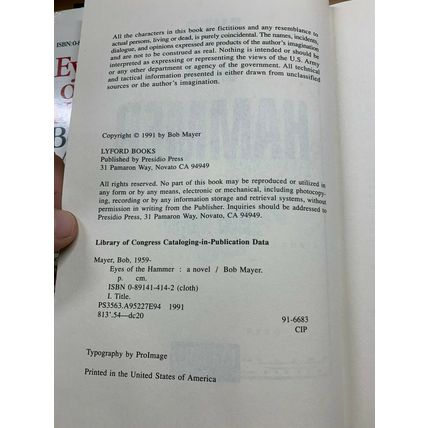 ISBN:0-8
Ey
o
B
All the characters in this book are fictitious and any resemblance to
actual persons, living or dead, is purely coincidental. The names, incidents,
dialogue, and opinions expressed are products of the author's imagination
and are not to be construed as real. Nothing is intended or should be
interpreted as expressing or representing the views of the U.S. Army
or any other department or agency of the government. All technical
and tactical information presented is either drawn from unclassified
sources or the author's imagination.
Copyright © 1991 by Bob Mayer
LYFORD BOOKS
Published by Presidio Press
31 Pamaron Way, Novato CA 94949
All rights reserved. No part of this book may be reproduced or utilized in
any form or by any means, electronic or mechanical, including photocopy-
ing, recording or by any information storage and retrieval systems, without
permission in writing from the Publisher. Inquiries should be addressed to
Presidio Press, 31 Pamaron Way, Novato, CA 94949.
Library of Congress Cataloging-in-Publication Data
Mayer, Bob, 1959-
Eyes of the Hammer : a novel / Bob Mayer.
p. cm.
ISBN 0-89141-414-2 (cloth)
I. Title.
PS3563.A95227E94 1991
813'.54—dc20
91-6683
CIP
Typography by ProImage
Printed in the United States of America